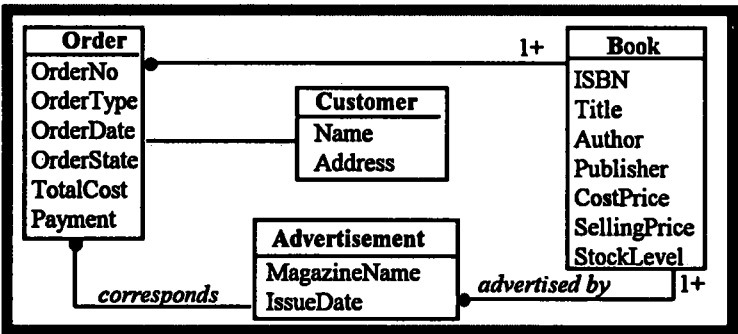 Order
OrderNo
OrderType
OrderDate
OrderState
TotalCost
Payment
1+
Book
ISBN
Title
Author
Publisher
CostPrice
SellingPrice
StockLevel
Customer
Name
Address
Advertisement
MagazineName
IssueDate
corresponds
advertised by
1+